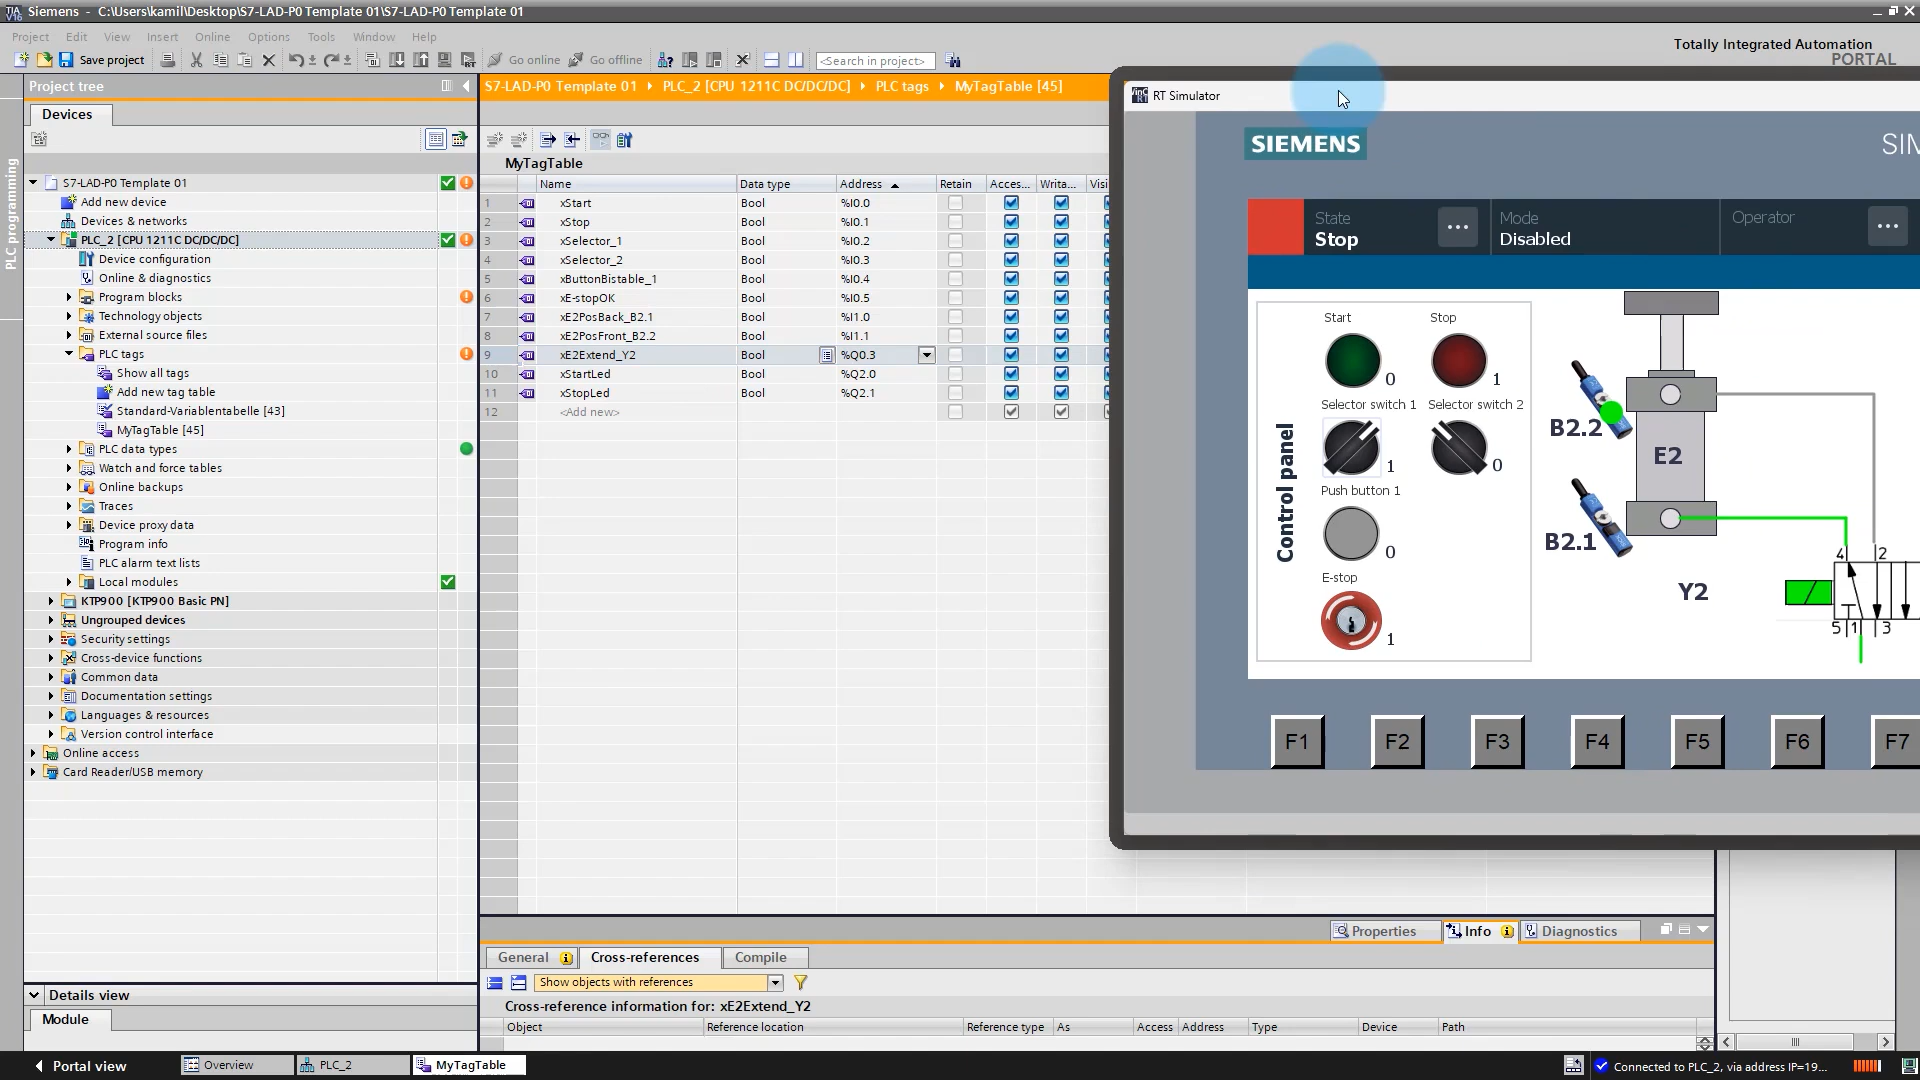 Siemens - C:\Users\kamil\Desktop\S7-LAD-P0 Template 01\S7-LAD-P0 Template 01
Project Edit View Insert Online Options Tools Window Help
Save project
Go online
Go offline
<Search in project>
Totally Integrated Automation
PORTAL
Project tree
Devices
PLC programming
S7-LAD-P0 Template 01
Add new device
Devices & networks
PLC_2 [CPU 1211C DC/DC/DC]
Device configuration
Online & diagnostics
Program blocks
Technology objects
External source files
PLC tags
Show all tags
Add new tag table
Standard-Variablentabelle [43]
MyTagTable [45]
PLC data types
Watch and force tables
Online backups
Traces
Device proxy data
Program info
PLC alarm text lists
Local modules
KTP900 [KTP900 Basic PN]
Ungrouped devices
Security settings
Cross-device functions
Common data
Documentation settings
Languages & resources
Version control interface
Online access
Card Reader/USB memory
Details view
Module
S7-LAD-P0 Template 01 PLC_2 [CPU 1211C DC/DC/DC] PLC tags MyTagTable [45]
MyTagTable
Name Data type Address Retain Acces... Writa... Visi
1 xStart Bool %I0.0
2 xStop Bool %I0.1
3 xSelector_1 Bool %I0.2
4 xSelector_2 Bool %I0.3
5 xButtonBistable_1 Bool %I0.4
6 xE-stopOK Bool %I0.5
7 xE2PosBack_B2.1 Bool %I1.0
8 xE2PosFront_B2.2 Bool %I1.1
9 xE2Extend_Y2 Bool %Q0.3
10 xStartLed Bool %Q2.0
11 xStopLed Bool %Q2.1
12 <Add new>
RT Simulator
SIEMENS
SIM
State
Stop
...
Mode
Disabled
Operator
...
Control panel
Start Stop
0 1
Selector switch 1 Selector switch 2
1 0
Push button 1
0
E-stop
1
B2.2
E2
B2.1
Y2
4 2
5 1 3
F1 F2 F3 F4 F5 F6 F7
Properties Info Diagnostics
General Cross-references Compile
Show objects with references
Cross-reference information for: xE2Extend_Y2
Object Reference location Reference type As Access Address Type Device Path
Portal view Overview PLC_2 MyTagTable
Connected to PLC_2, via address IP=19...